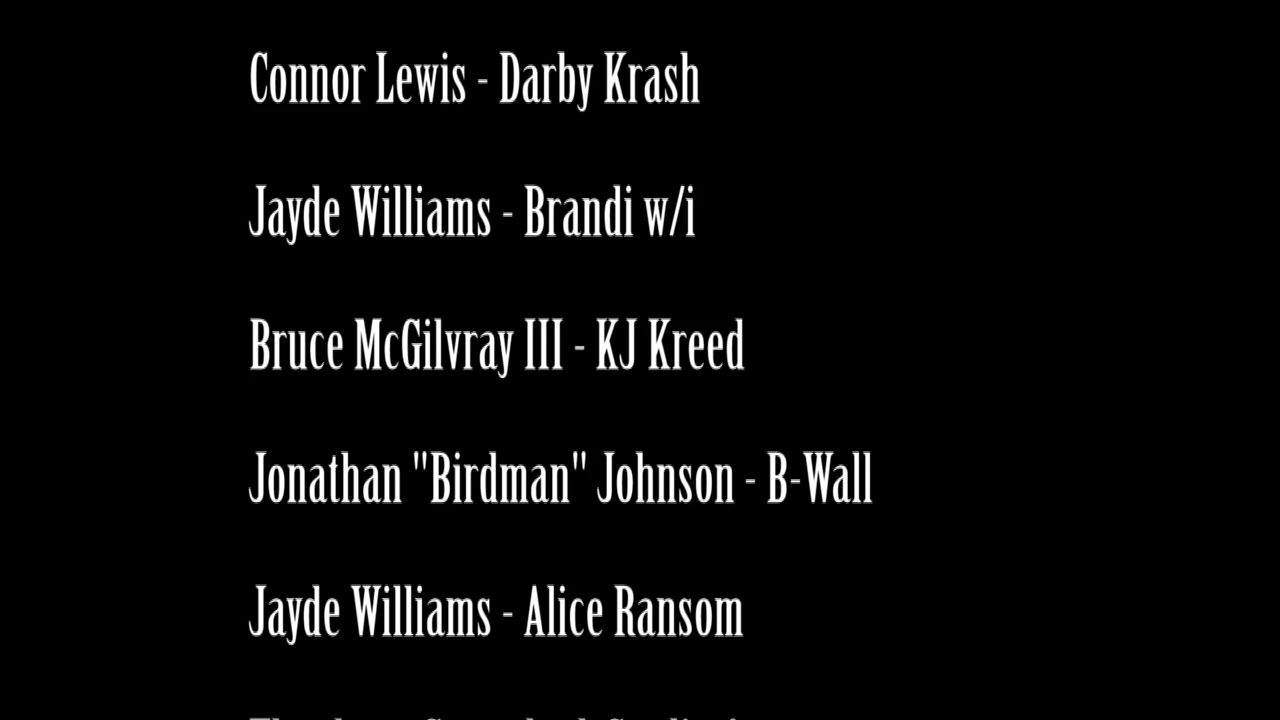 Connor Lewis - Darby Krash
Jayde Williams - Brandi w/i
Bruce McGilvray III - KJ Kreed
Jonathan "Birdman" Johnson - B-Wall
Jayde Williams - Alice Ransom